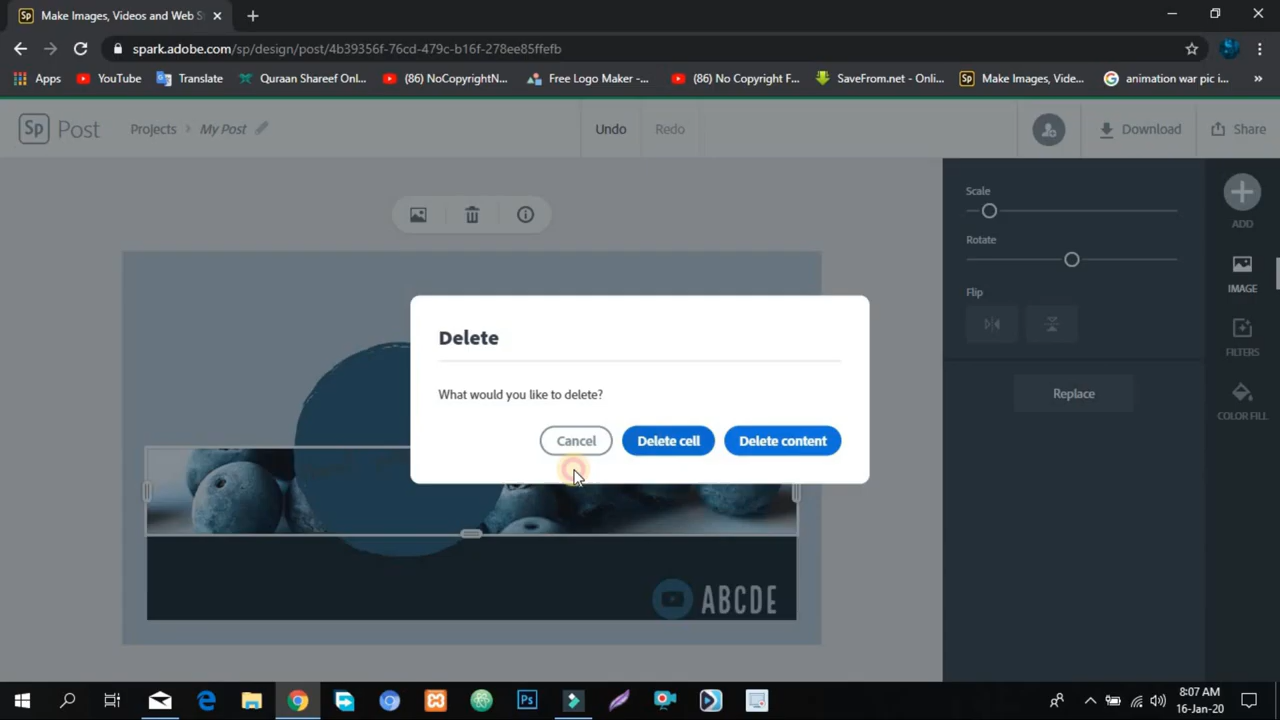 Sp Make Images, Videos and Web S
spark.adobe.com/sp/design/post/4b39356f-76cd-479c-b16f-278ee85ffefb
Apps YouTube Translate Quraan Shareef Onl... (86) NoCopyrightN... Free Logo Maker -... (86) No Copyright F... SaveFrom.net - Onli... Sp Make Images, Vide... animation war pic i... »
Sp Post Projects > My Post Undo Redo Download Share
Scale
ADD
Rotate
IMAGE
Flip
FILTERS
Replace
COLOR FILL
Delete
What would you like to delete?
Cancel Delete cell Delete content
ABCDE
Ps
8:07 AM
16-Jan-20